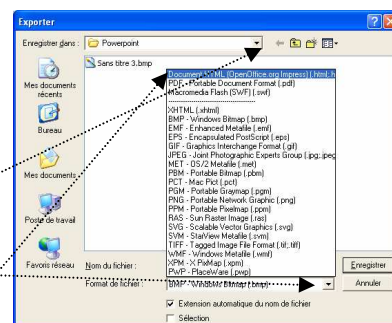 Exporter
Enregistrer dans : Powerpoint
Sans titre 3.bmp
Mes documents récents
Bureau
Mes documents
Poste de travail
Favoris réseau
Document HTML (OpenOffice.org Impress) (.html; h
PDF - Portable Document Format (.pdf)
Macromedia Flash (SWF) (.swf)
XHTML (.xhtml)
BMP - Windows Bitmap (.bmp)
EMF - Enhanced Metafile (.emf)
EPS - Encapsulated PostScript (.eps)
GIF - Graphics Interchange Format (.gif)
JPEG - Joint Photographic Experts Group (.jpg;.jpeg
MET - OS/2 Metafile (.met)
PBM - Portable Bitmap (.pbm)
PCT - Mac Pict (.pct)
PGM - Portable Graymap (.pgm)
PNG - Portable Network Graphic (.png)
PPM - Portable Pixelmap (.ppm)
RAS - Sun Raster Image (.ras)
SVG - Scalable Vector Graphics (.svg)
SVM - StarView Metafile (.svm)
TIFF - Tagged Image File Format (.tif;.tiff)
WMF - Windows Metafile (.wmf)
XPM - X PixMap (.xpm)
PWP - PlaceWare (.pwp)
Nom du fichier :
Enregistrer
Format de fichier : BMP - Windows Bitmap (.bmp)
Annuler
Extension automatique du nom de fichier
Sélection